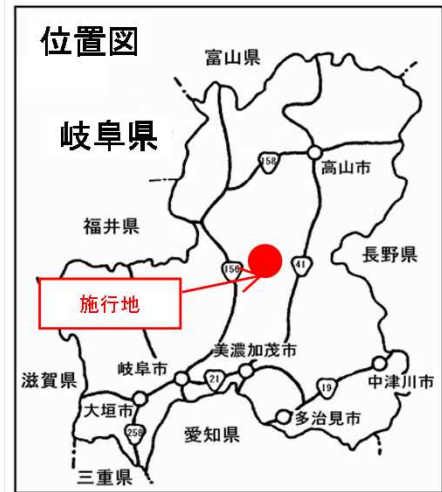 位置図
富山県
岐阜県
158
高山市
福井県
長野県
156
41
施行地
美濃加茂市
岐阜市
21
滋賀県
大垣市
19
中津川市
258
愛知県
多治見市
三重県